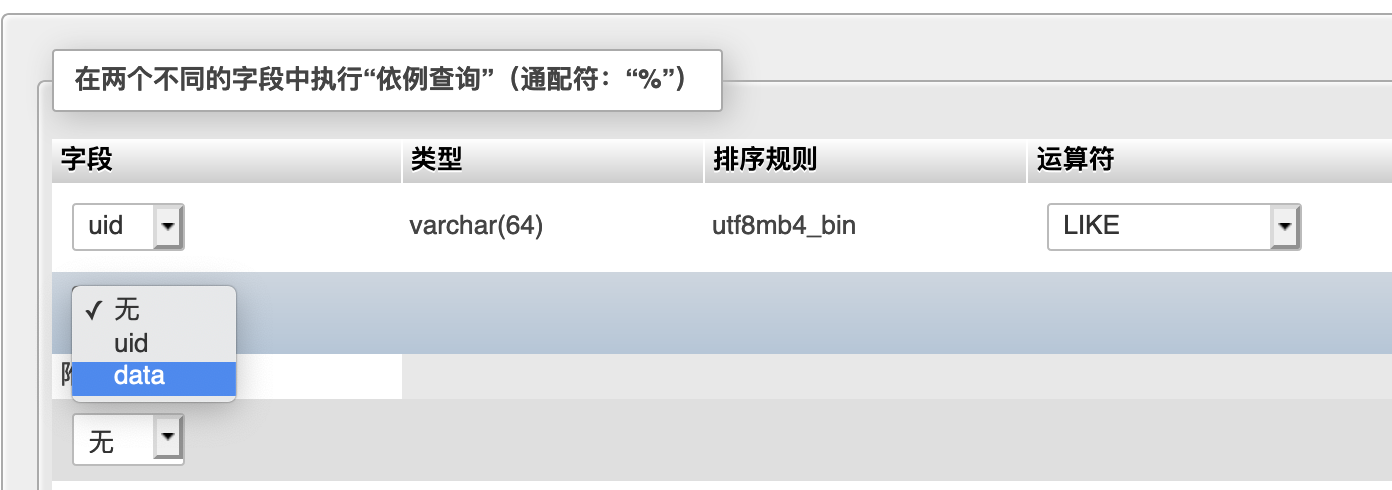 在两个不同的字段中执行“依例查询”（通配符：“%”）
字段 类型 排序规则 运算符
uid varchar(64) utf8mb4_bin LIKE
✓ 无
uid
data
无